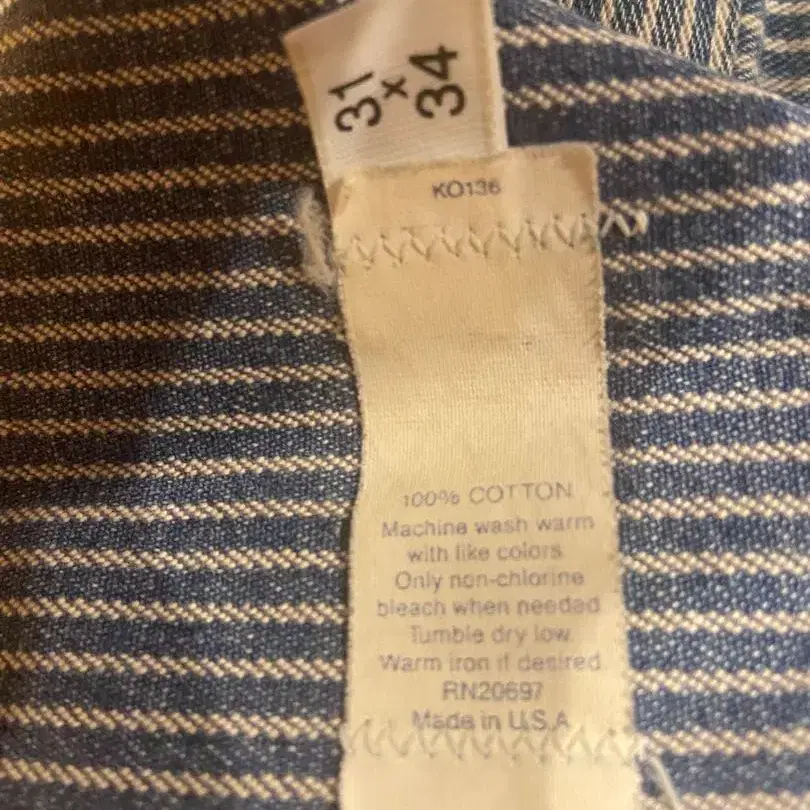 31
x
34
KO136
100% COTTON
Machine wash warm
with like colors
Only non-chlorine
bleach when needed
Tumble dry low
Warm iron if desired
RN20697
Made in U.S.A